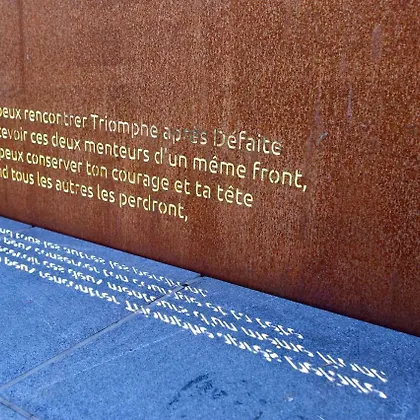 peux rencontrer Triomphe après Défaite
cevoir ces deux menteurs d'un même front,
peux conserver ton courage et ta tête
d tous les autres les perdront,